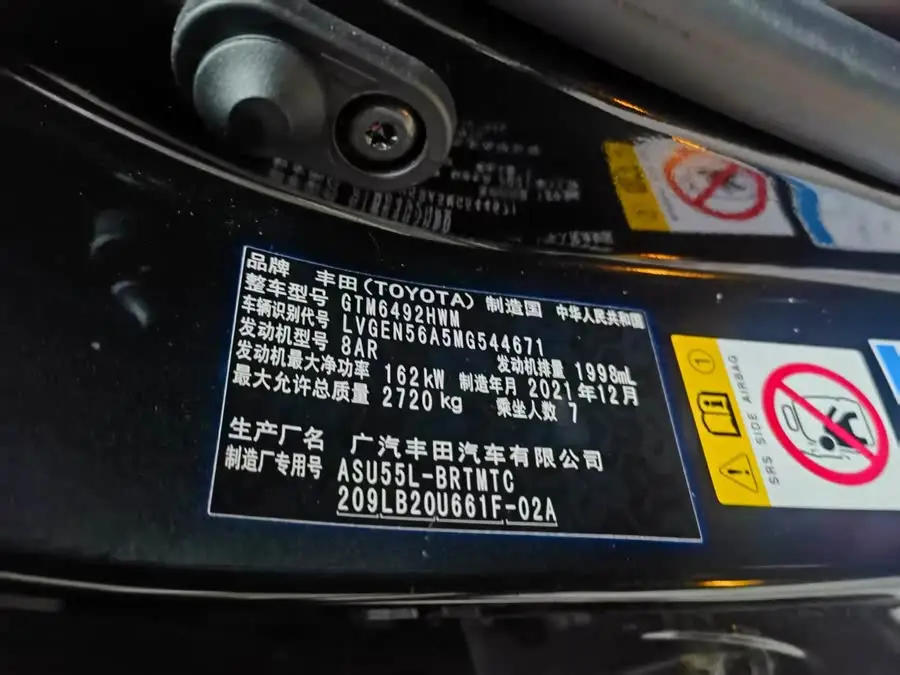 品牌 丰田(TOYOTA) 制造国 中华人民共和国
整车型号 GTM6492HWM
车辆识别代号 LVGEN56A5MG544671
发动机型号 8AR 发动机排量 1998mL
发动机最大净功率 162kW 制造年月 2021年12月
最大允许总质量 2720kg 乘坐人数 7
生产厂名 广汽丰田汽车有限公司
制造厂专用号 ASU55L-BRTMTC
209LB20U661F-02A
1
SRS SIDE AIRBAG